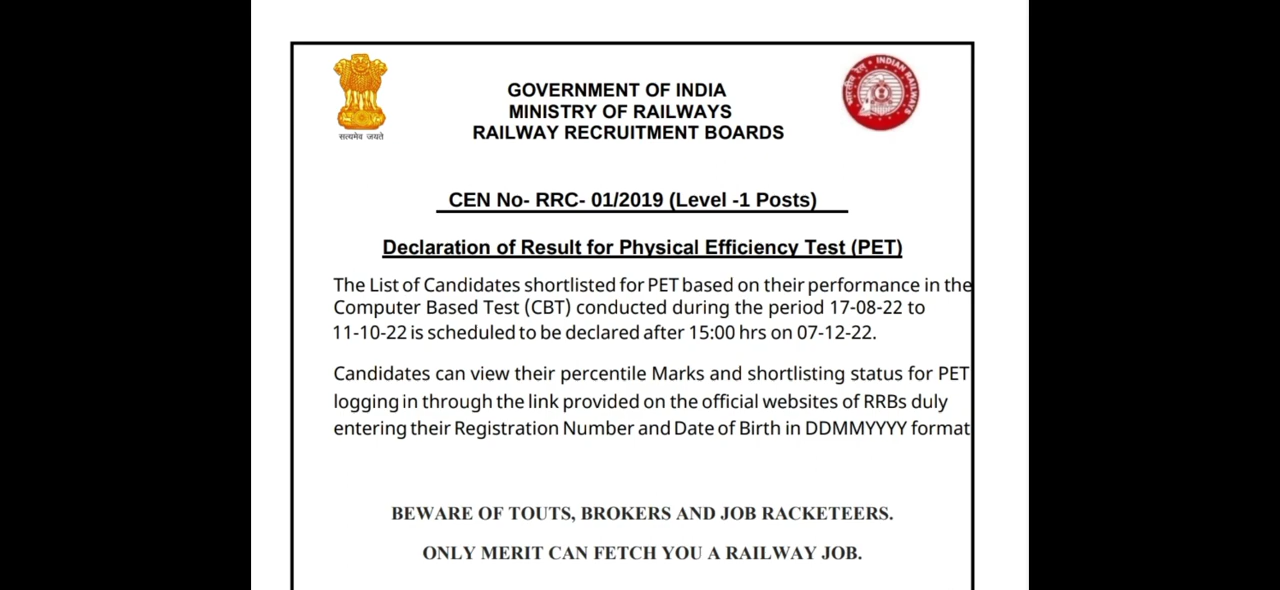 सत्यमेव जयते
भारतीय रेल
INDIAN RAILWAYS
GOVERNMENT OF INDIA
MINISTRY OF RAILWAYS
RAILWAY RECRUITMENT BOARDS
CEN No- RRC- 01/2019 (Level -1 Posts)
Declaration of Result for Physical Efficiency Test (PET)
The List of Candidates shortlisted for PET based on their performance in the
Computer Based Test (CBT) conducted during the period 17-08-22 to
11-10-22 is scheduled to be declared after 15:00 hrs on 07-12-22.
Candidates can view their percentile Marks and shortlisting status for PET
logging in through the link provided on the official websites of RRBs duly
entering their Registration Number and Date of Birth in DDMMYYYY format
BEWARE OF TOUTS, BROKERS AND JOB RACKETEERS.
ONLY MERIT CAN FETCH YOU A RAILWAY JOB.